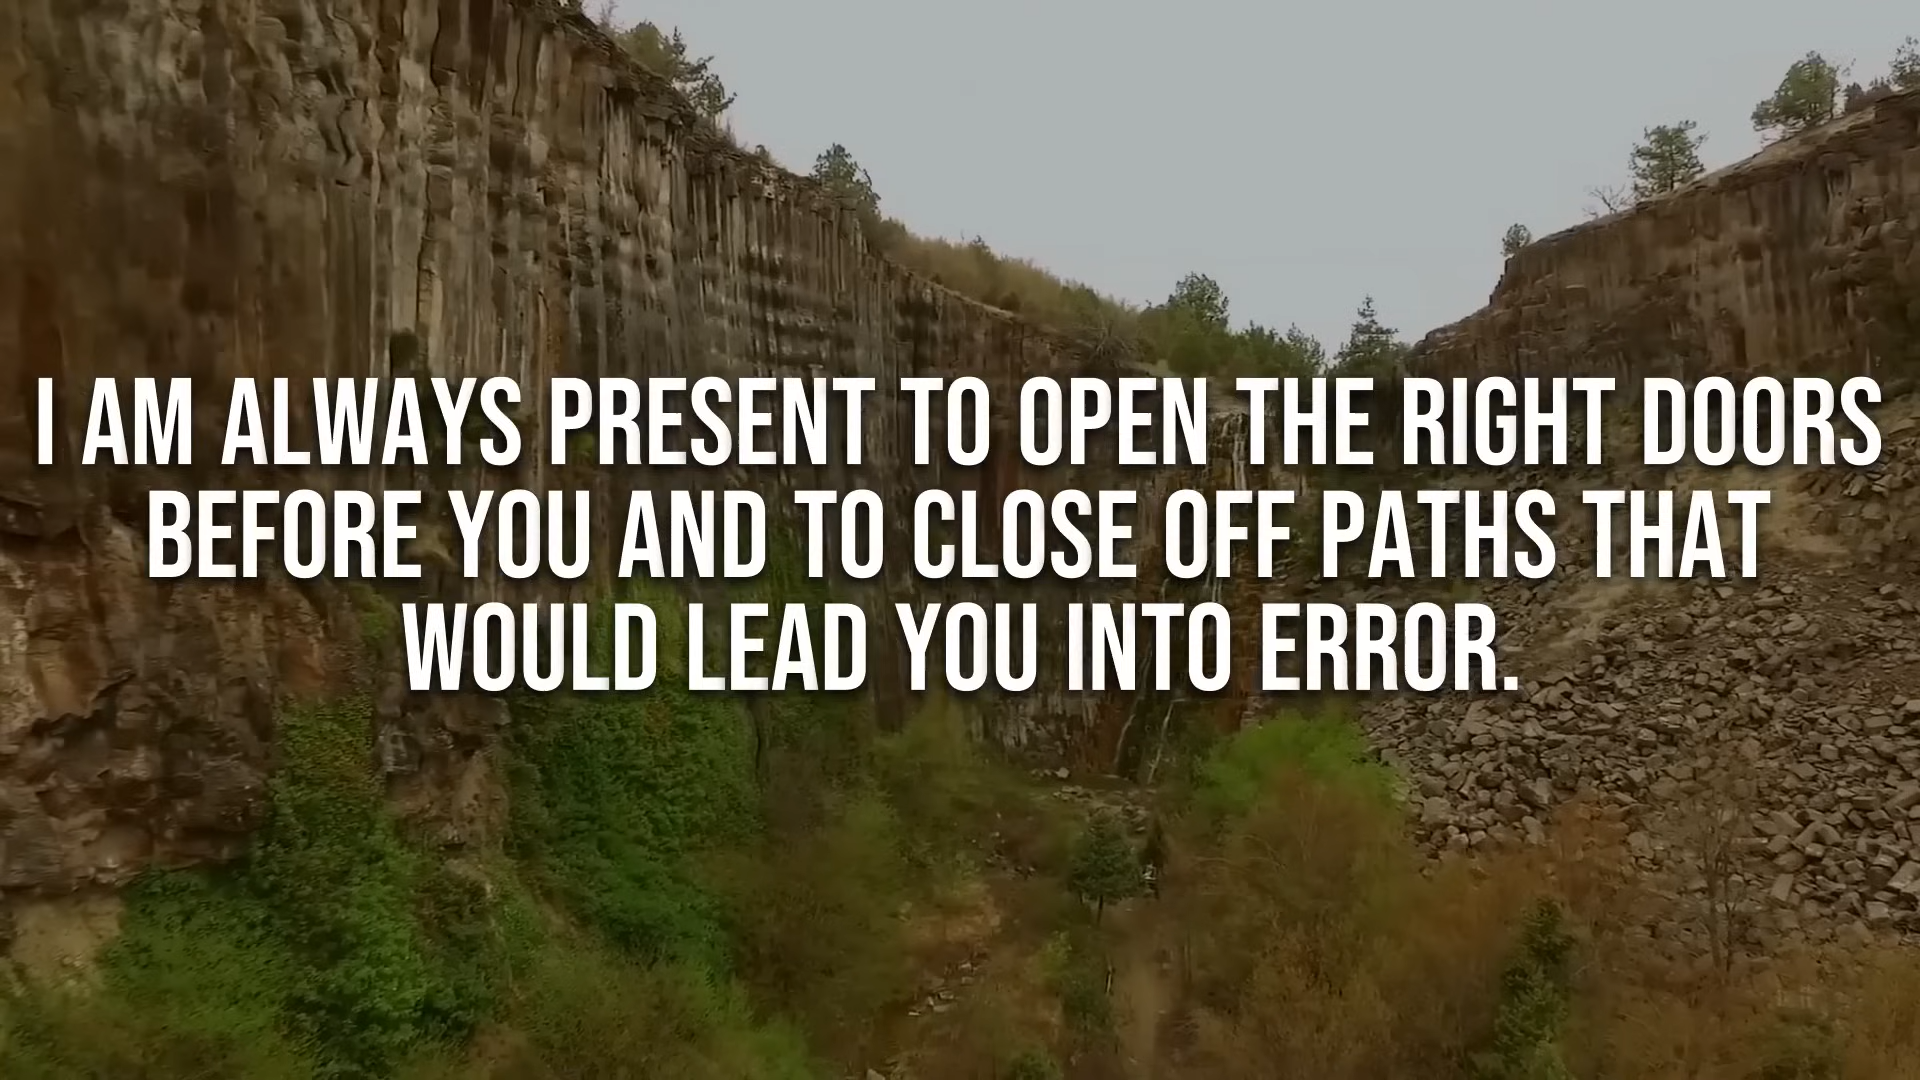 I AM ALWAYS PRESENT TO OPEN THE RIGHT DOORS
BEFORE YOU AND TO CLOSE OFF PATHS THAT
WOULD LEAD YOU INTO ERROR.